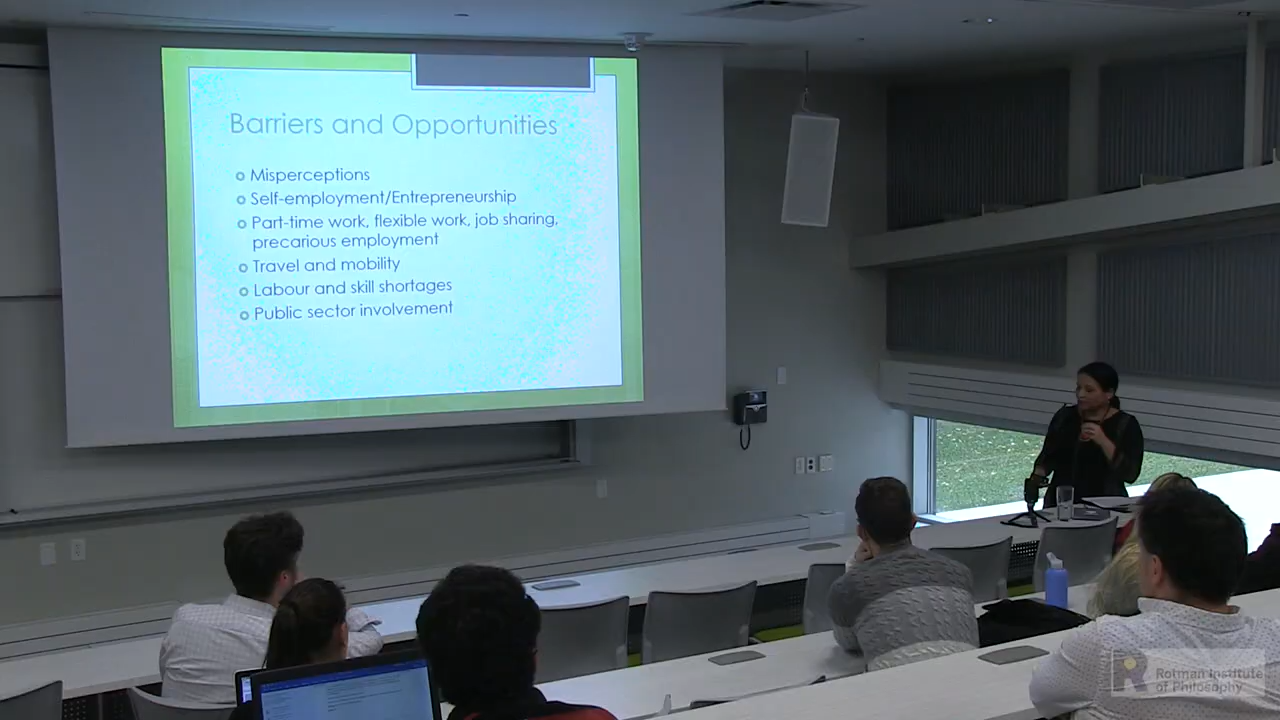 Barriers and Opportunities
Misperceptions
Self-employment/Entrepreneurship
Part-time work, flexible work, job sharing,
precarious employment
Travel and mobility
Labour and skill shortages
Public sector involvement
Rotman Institute
of Philosophy